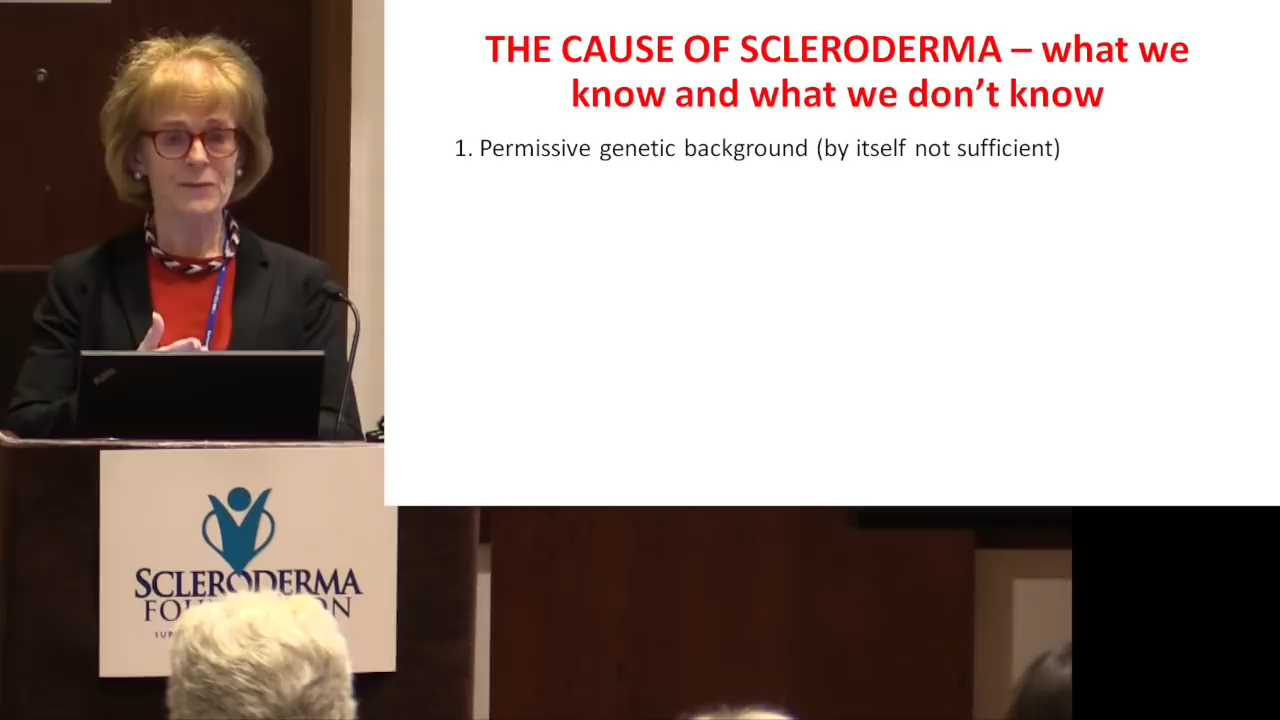 THE CAUSE OF SCLERODERMA – what we
know and what we don't know
1. Permissive genetic background (by itself not sufficient)
SCLERODERMA